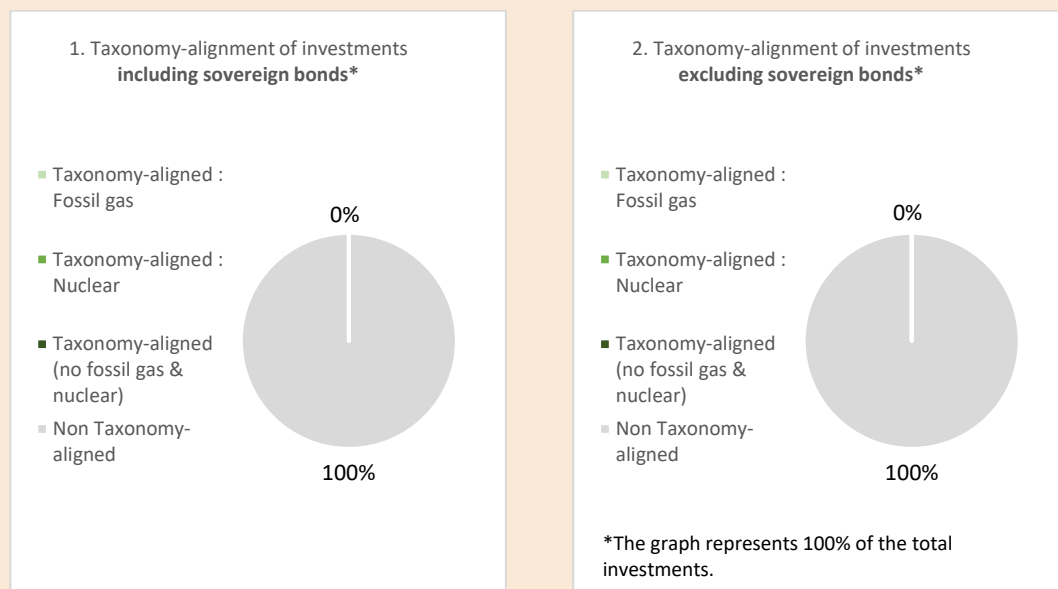 1. Taxonomy-alignment of investments
including sovereign bonds*
Taxonomy-aligned :
Fossil gas
Taxonomy-aligned :
Nuclear
Taxonomy-aligned
(no fossil gas &
nuclear)
Non Taxonomy-
aligned
0%
100%
2. Taxonomy-alignment of investments
excluding sovereign bonds*
Taxonomy-aligned :
Fossil gas
Taxonomy-aligned :
Nuclear
Taxonomy-aligned
(no fossil gas &
nuclear)
Non Taxonomy-
aligned
0%
100%
*The graph represents 100% of the total
investments.